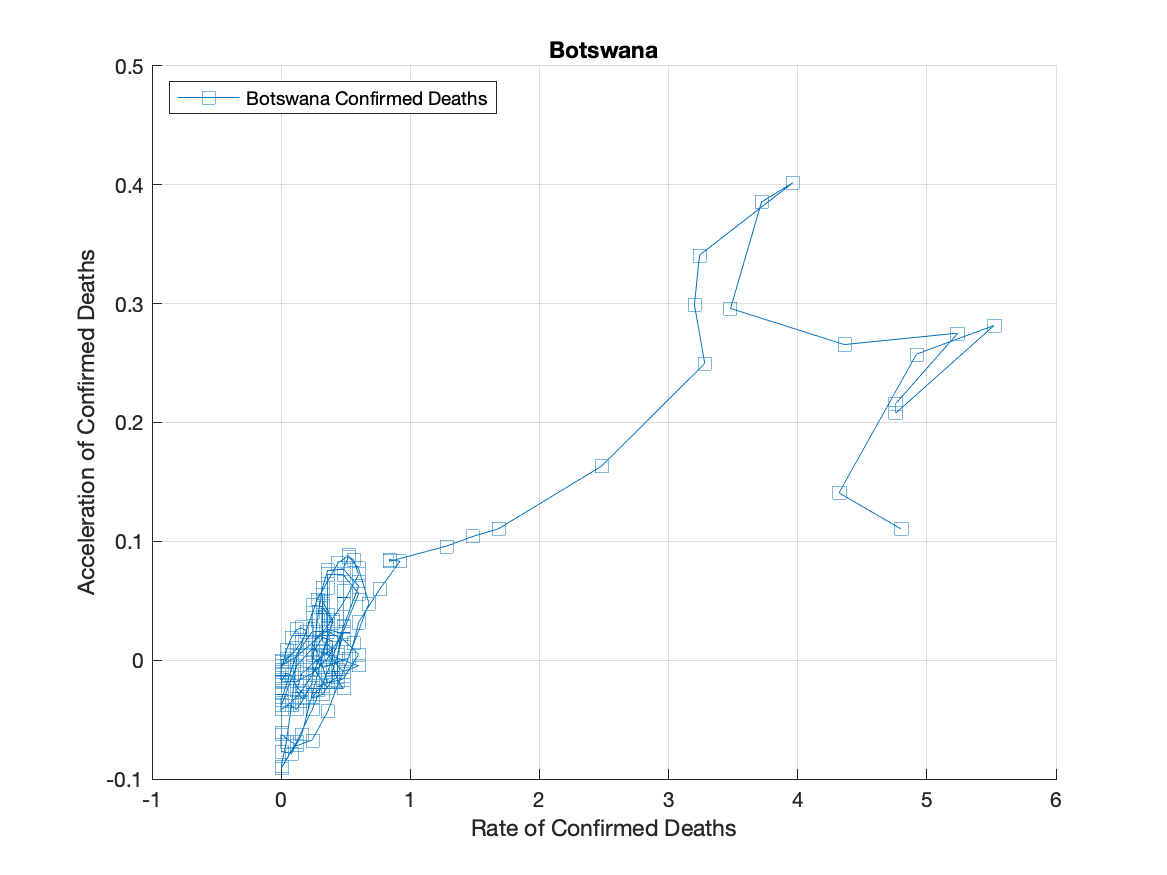 Botswana
0.5
Botswana Confirmed Deaths
0.4
0.3
0.2
0.1
0
-0.1
Acceleration of Confirmed Deaths
-1 0 1 2 3 4 5 6
Rate of Confirmed Deaths